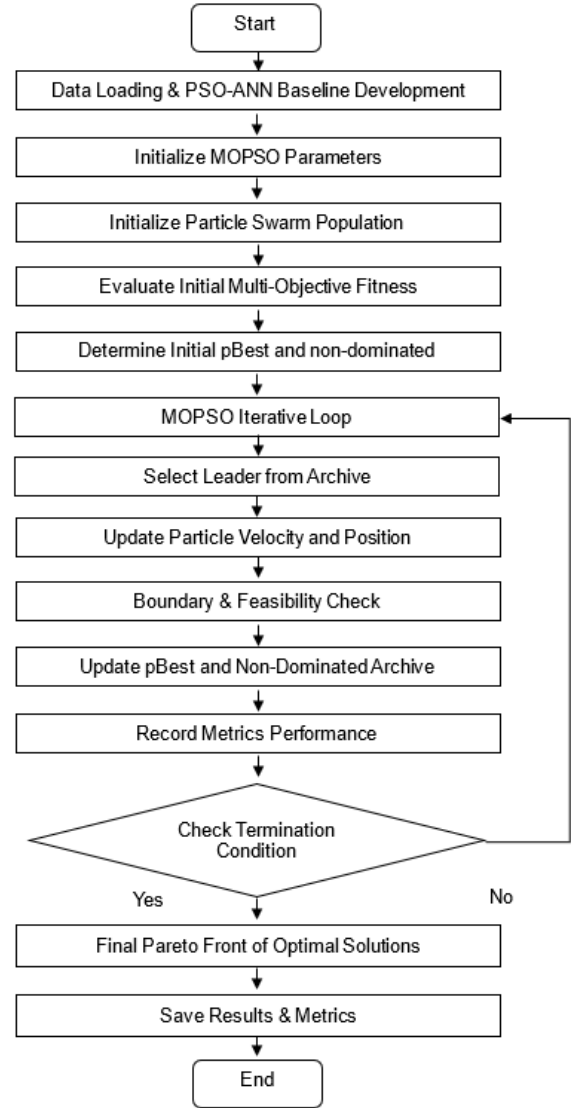 Start
Data Loading & PSO-ANN Baseline Development
Initialize MOPSO Parameters
Initialize Particle Swarm Population
Evaluate Initial Multi-Objective Fitness
Determine Initial pBest and non-dominated
MOPSO Iterative Loop
Select Leader from Archive
Update Particle Velocity and Position
Boundary & Feasibility Check
Update pBest and Non-Dominated Archive
Record Metrics Performance
Check Termination
Condition
Yes
No
Final Pareto Front of Optimal Solutions
Save Results & Metrics
End